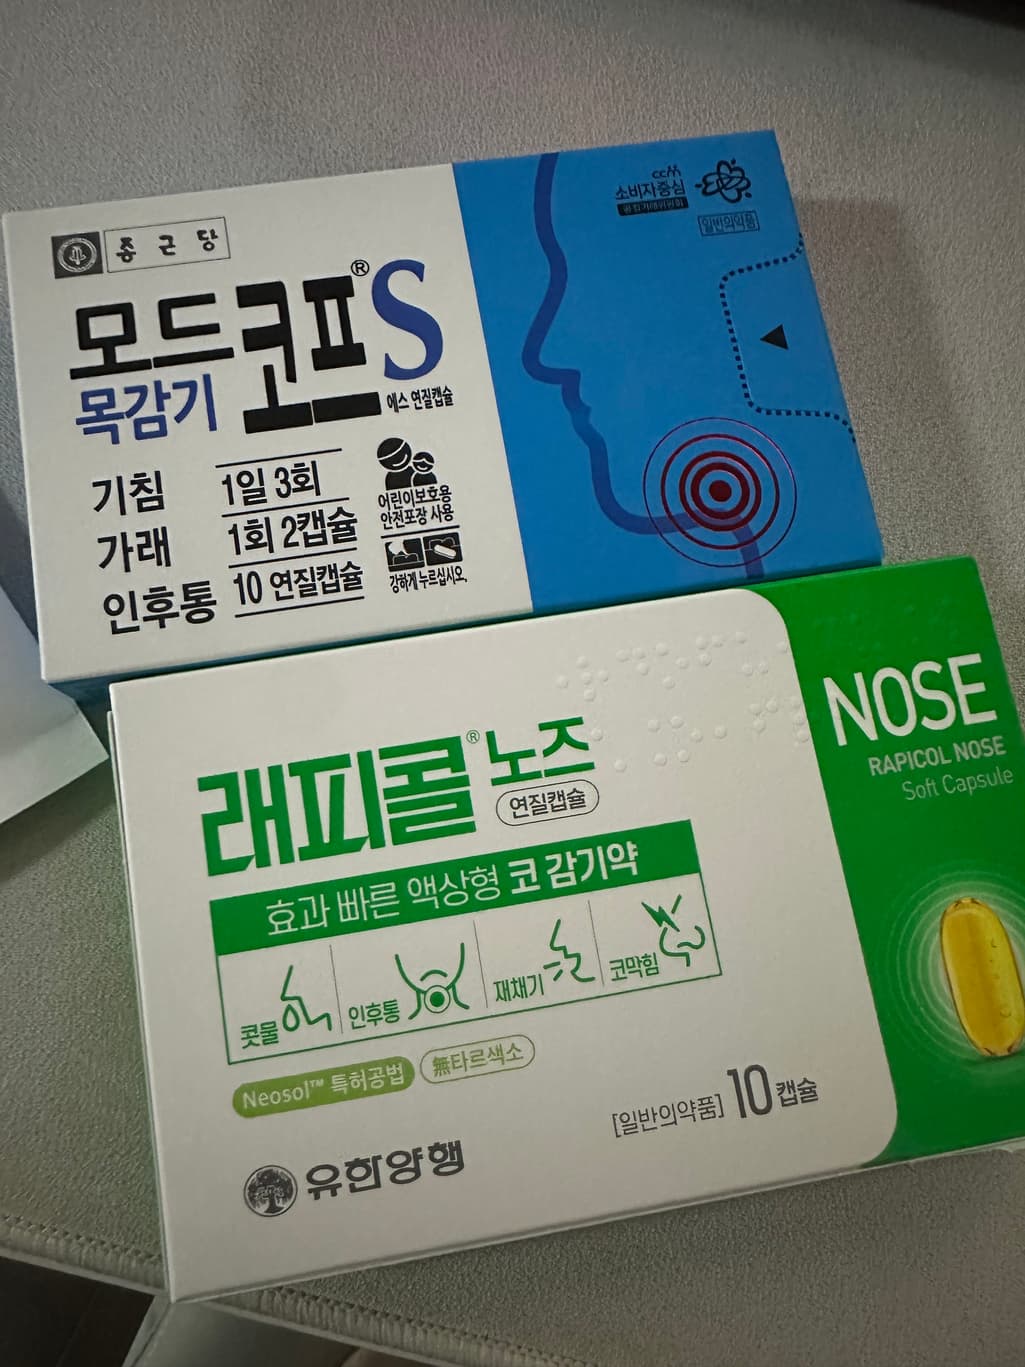 종근당
ccm
소비자중심
일반의약품
모드코프® S
목감기
에스 연질캡슐
기침
가래
인후통
1일 3회
1회 2캡슐
10 연질캡슐
어린이보호용
안전포장 사용
강하게 누르십시오.
래피콜® 노즈
연질캡슐
효과 빠른 액상형 코 감기약
콧물
인후통
재채기
코막힘
Neosol™ 특허공법
無타르색소
[일반의약품] 10캡슐
유한양행
NOSE
RAPICOL NOSE
Soft Capsule